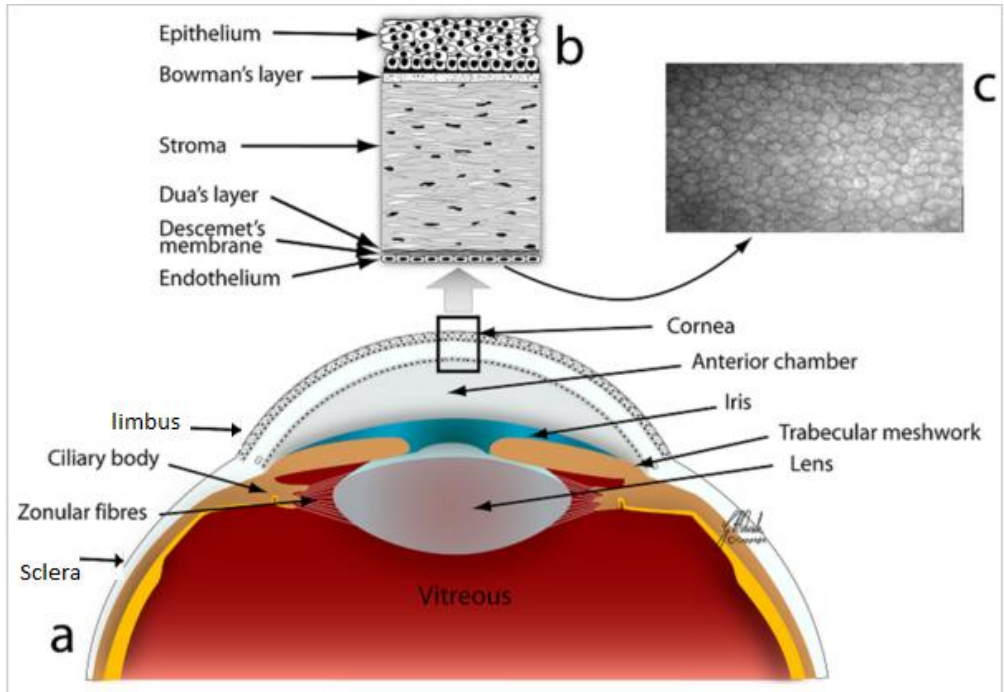 Epithelium
b
Bowman's layer
c
Stroma
Dua's layer
Descemet's
membrane
Endothelium
Cornea
Anterior chamber
Iris
limbus
Trabecular meshwork
Ciliary body
Lens
Zonular fibres
Sclera
Vitreous
a